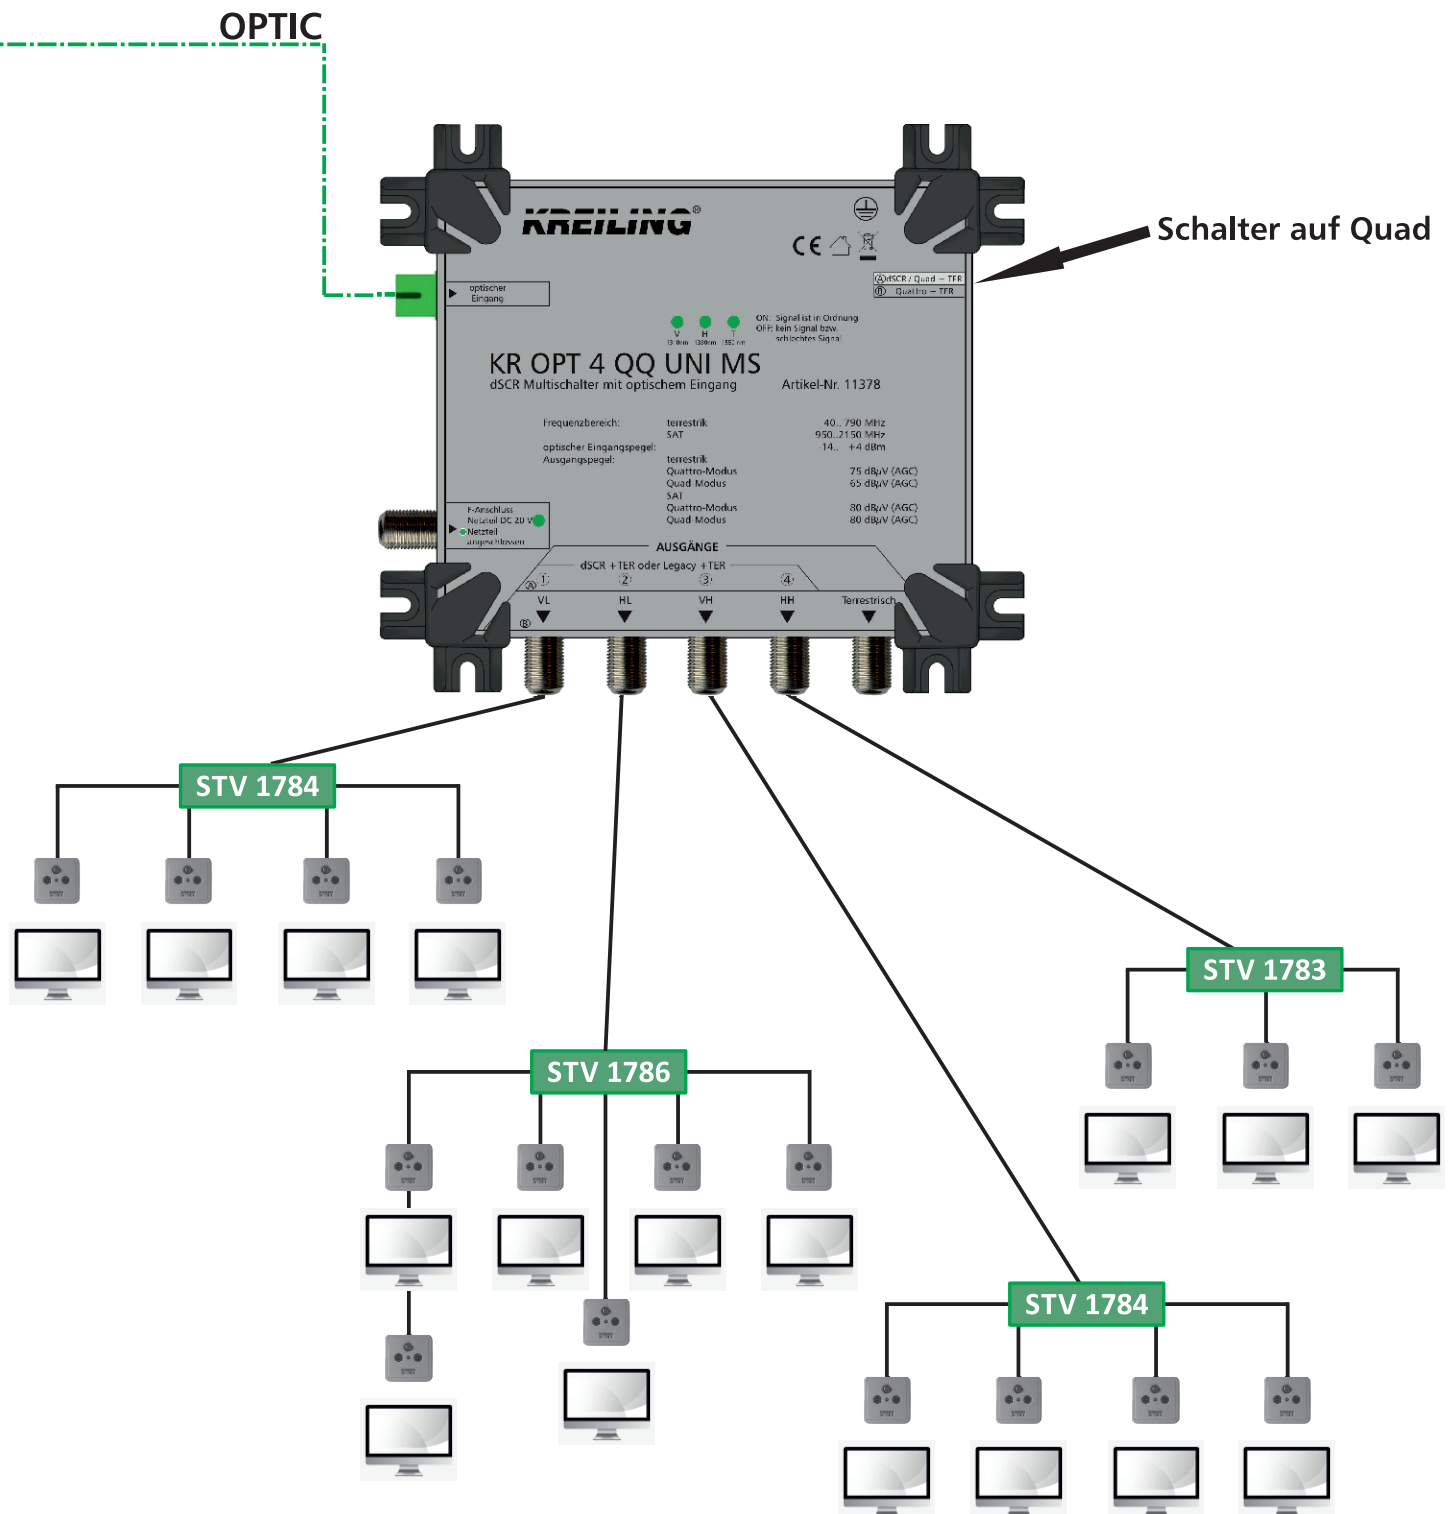 OPTIC
KREILING®
Schalter auf Quad
CE
Ⓐ dSCR / Quad – TER
Ⓑ Quattro – TER
optischer
Eingang
V H T
1310nm 1330nm 1550 nm
ON: Signal ist in Ordnung
OFF: kein Signal bzw.
schlechtes Signal
KR OPT 4 QQ UNI MS
dSCR Multischalter mit optischem Eingang Artikel-Nr. 11378
Frequenzbereich: terrestrik 40.. 790 MHz
SAT 950..2150 MHz
optischer Eingangspegel: -14.. +4 dBm
Ausgangspegel: terrestrik
Quattro-Modus 75 dBµV (AGC)
Quad Modus 65 dBµV (AGC)
SAT
Quattro-Modus 80 dBµV (AGC)
Quad Modus 80 dBµV (AGC)
F-Anschluss
Netzteil DC 20 V
Netzteil
angeschlossen
AUSGÄNGE
dSCR +TER oder Legacy +TER
Ⓐ ① ② ③ ④
VL HL VH HH Terrestrisch
Ⓑ
STV 1784
STV 1783
STV 1786
STV 1784